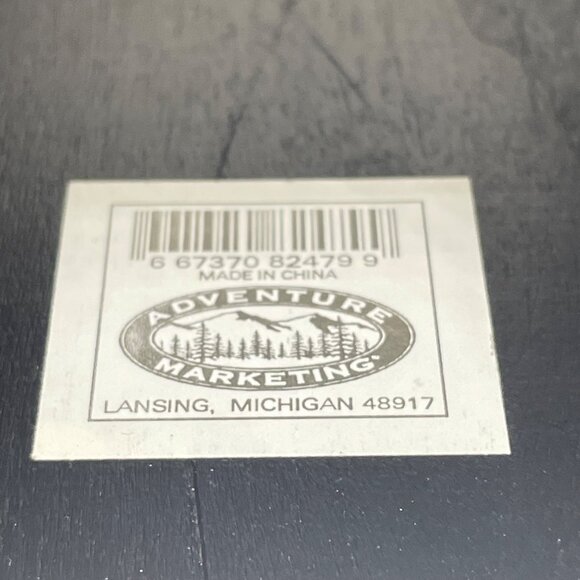 6 67370 82479 9
MADE IN CHINA
ADVENTURE
MARKETING®
LANSING, MICHIGAN 48917